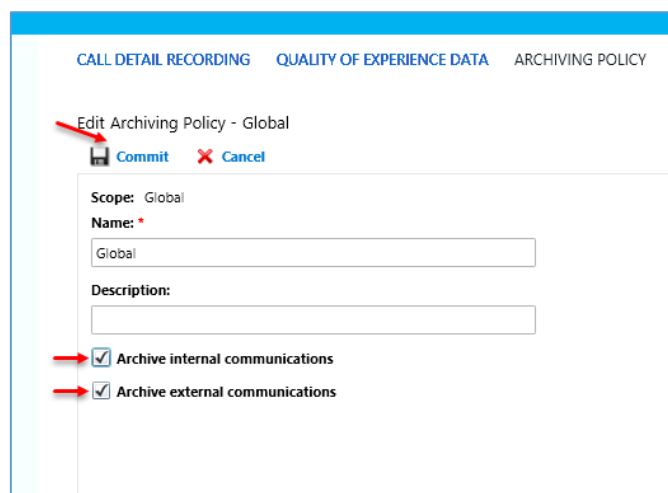 CALL DETAIL RECORDING QUALITY OF EXPERIENCE DATA ARCHIVING POLICY
Edit Archiving Policy - Global
Commit Cancel
Scope: Global
Name: *
Global
Description:
Archive internal communications
Archive external communications